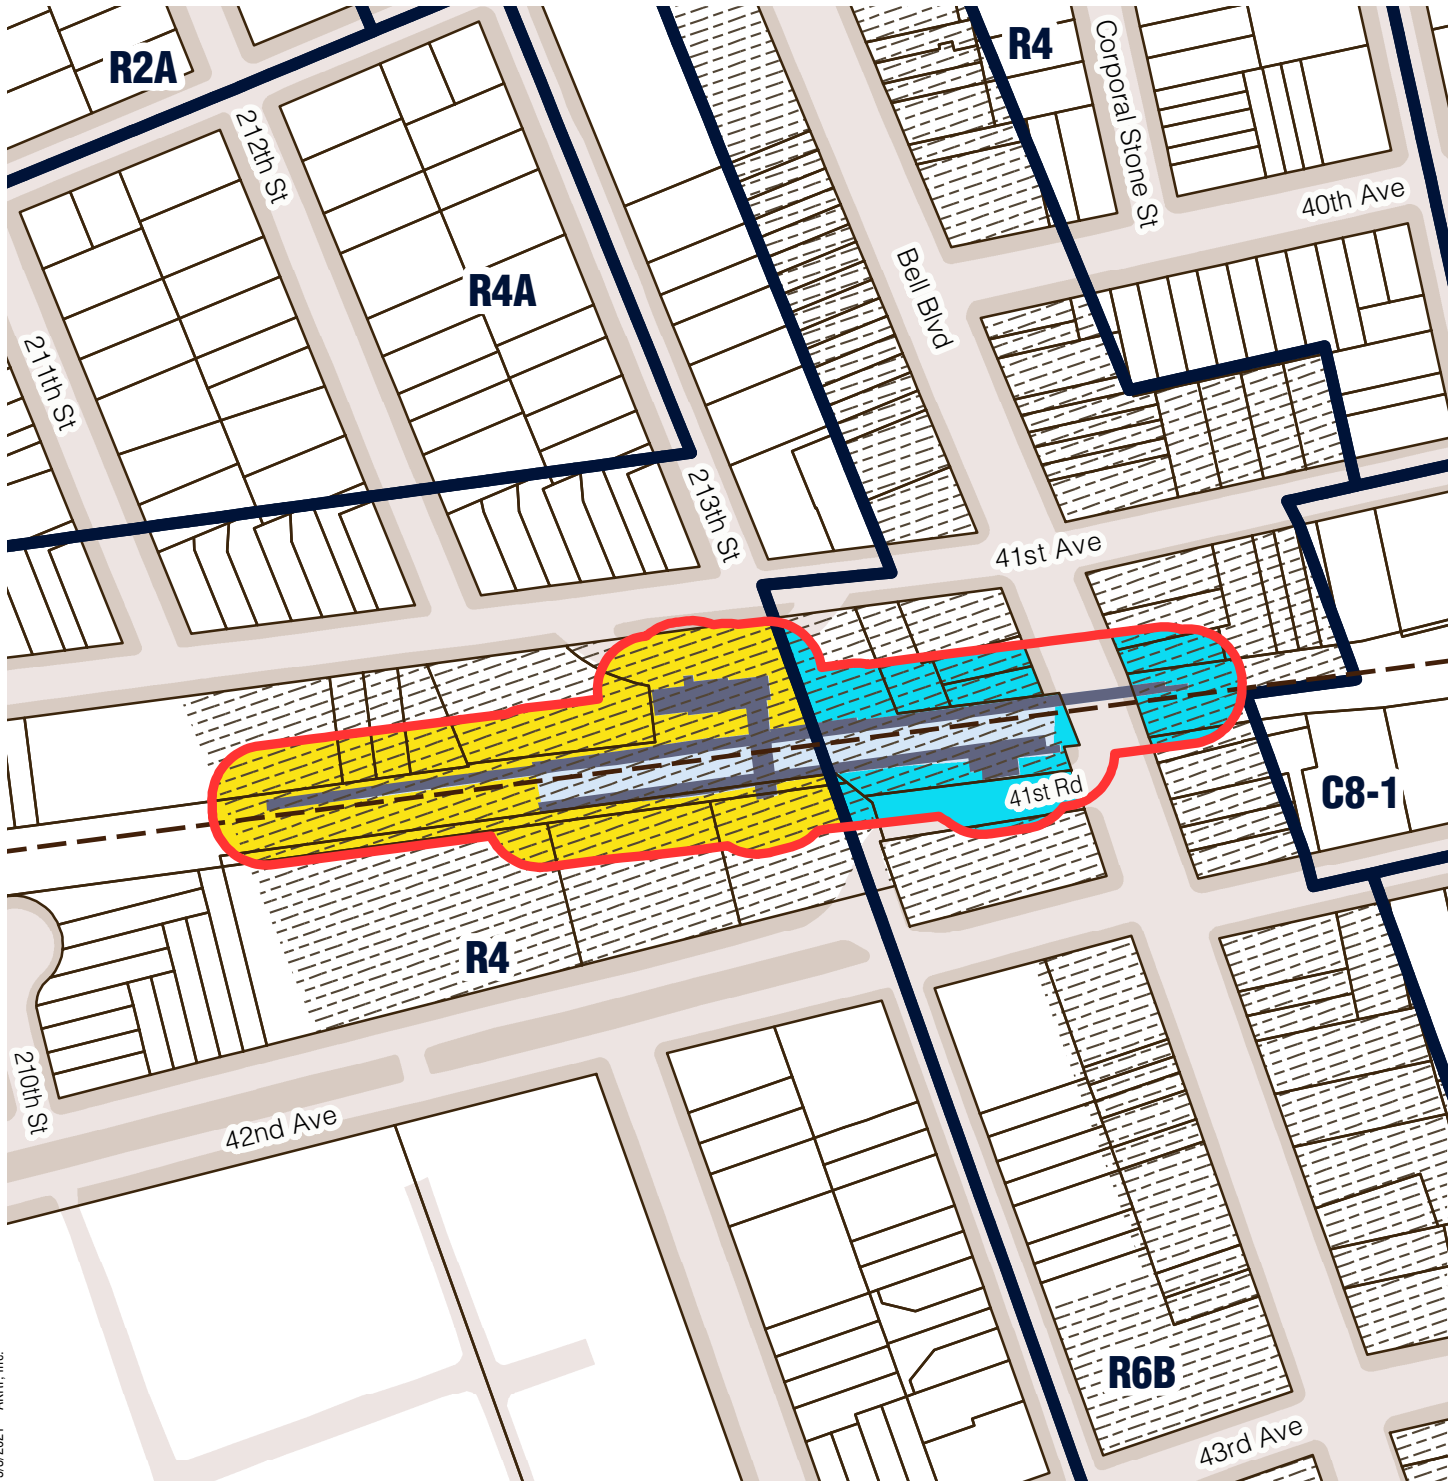 R2A
R4
Corporal Stone St
212th St
40th Ave
R4A
Bell Blvd
211th St
213th St
41st Ave
41st Rd
C8-1
R4
210th St
42nd Ave
R6B
43rd Ave